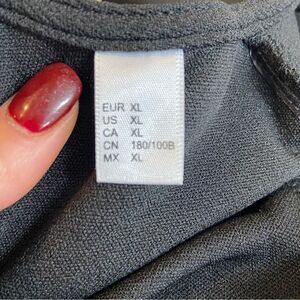 EUR XL
US XL
CA XL
CN 180/100B
MX XL